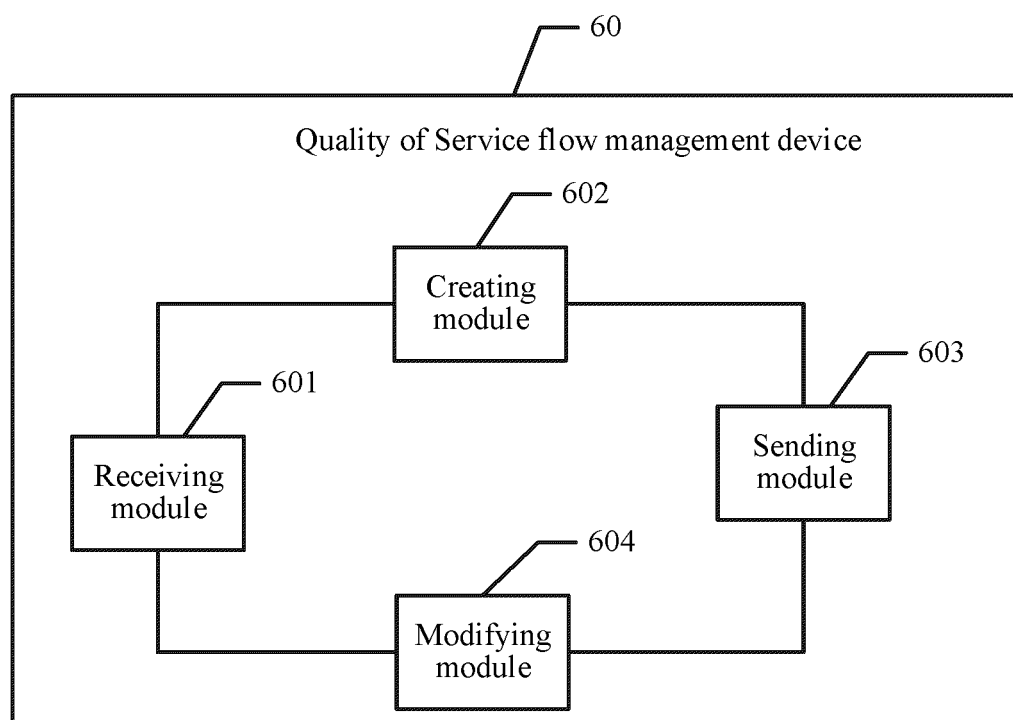 60
Quality of Service flow management device
602
Creating
module
603
601
Sending
module
Receiving
module
604
Modifying
module